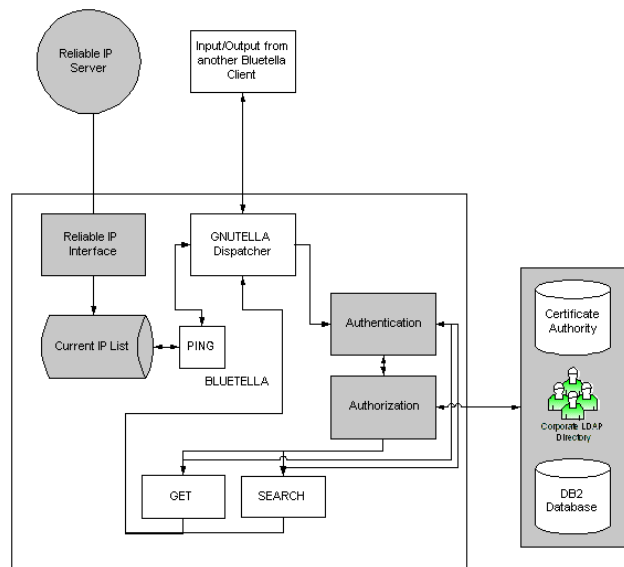 Reliable IP
Server
Input/Output from
another Bluetella
Client
Reliable IP
Interface
GNUTELLA
Dispatcher
Current IP List
PING
BLUETELLA
Authentication
Authorization
GET
SEARCH
Certificate
Authority
Corporate LDAP
Directory
DB2
Database